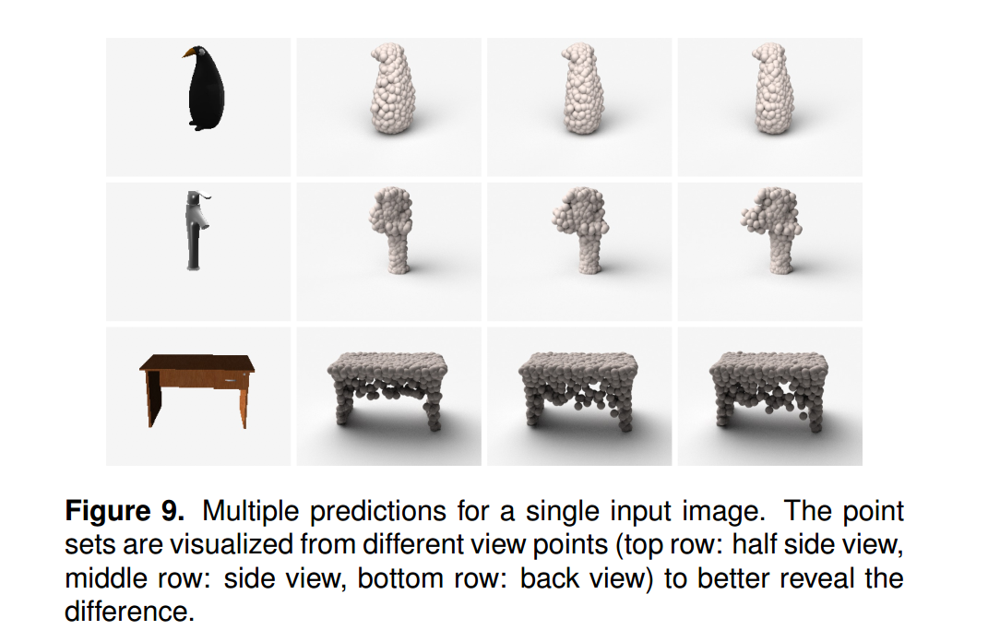 Figure 9. Multiple predictions for a single input image. The point
sets are visualized from different view points (top row: half side view,
middle row: side view, bottom row: back view) to better reveal the
difference.